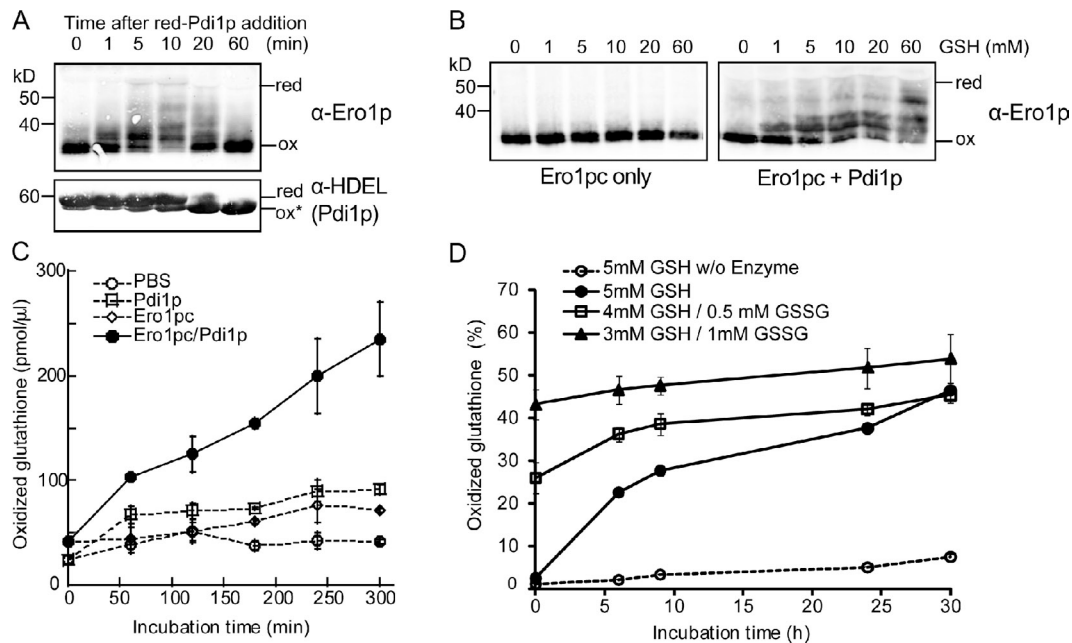 A
Time after red-Pdi1p addition
0 1 5 10 20 60 (min)
kD
50
40
red
α-Ero1p
ox
60
red
ox*
α-HDEL
(Pdi1p)
B
0 1 5 10 20 60 0 1 5 10 20 60 GSH (mM)
kD
50
40
red
α-Ero1p
ox
Ero1pc only
Ero1pc + Pdi1p
C
Oxidized glutathione (pmol/µl)
300
200
100
0
PBS
Pdi1p
Ero1pc
Ero1pc/Pdi1p
0 50 100 150 200 250 300
Incubation time (min)
D
Oxidized glutathione (%)
70
60
50
40
30
20
10
0
5mM GSH w/o Enzyme
5mM GSH
4mM GSH / 0.5 mM GSSG
3mM GSH / 1mM GSSG
0 5 10 15 20 25 30
Incubation time (h)